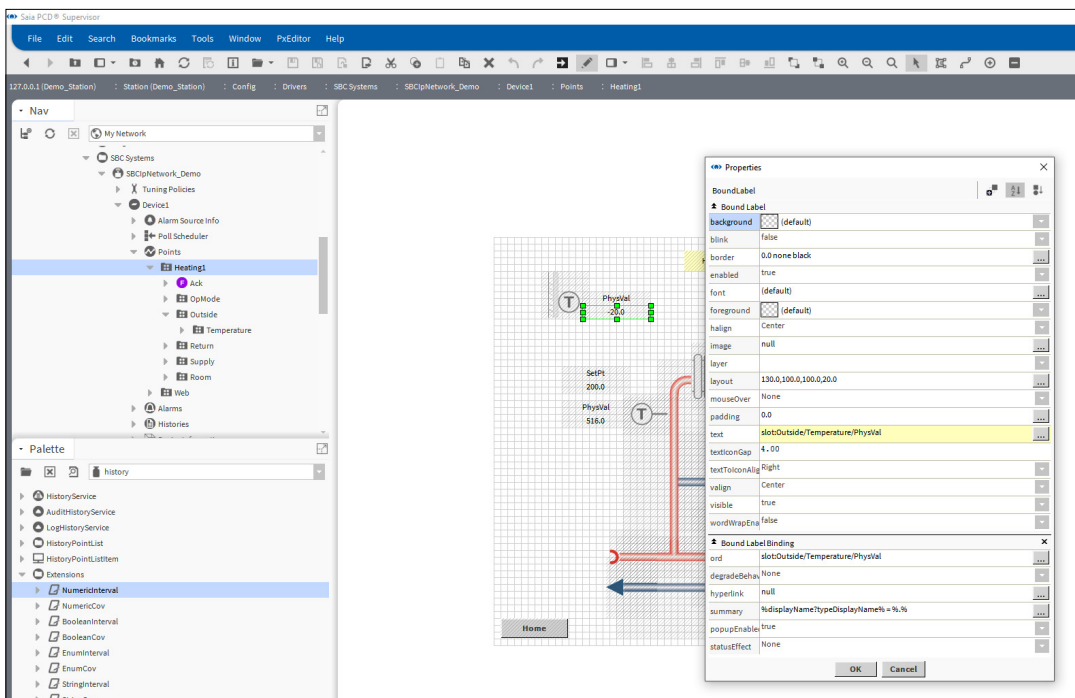 Saia PCD® Supervisor
File Edit Search Bookmarks Tools Window PxEditor Help
127.0.0.1 (Demo_Station) : Station (Demo_Station) : Config : Drivers : SBC Systems : SBCIpNetwork_Demo : Device1 : Points : Heating1
Nav
My Network
SBC Systems
SBCIpNetwork_Demo
Tuning Policies
Device1
Alarm Source Info
Poll Scheduler
Points
Heating1
F Ack
OpMode
Outside
Temperature
Return
Supply
Room
Web
Alarms
Histories
Palette
history
HistoryService
AuditHistoryService
LogHistoryService
HistoryPointList
HistoryPointListItem
Extensions
NumericInterval
NumericCov
BooleanInterval
BooleanCov
EnumInterval
EnumCov
StringInterval
T
PhysVal
-20.0
SetPt
200.0
PhysVal
516.0
T
Home
Properties
BoundLabel
Bound Label
background (default)
blink false
border 0.0 none black
enabled true
font (default)
foreground (default)
halign Center
image null
layer
layout 130.0,100.0,100.0,20.0
mouseOver None
padding 0.0
text slot:Outside/Temperature/PhysVal
textIconGap 4.00
textToIconAlig Right
valign Center
visible true
wordWrapEna false
Bound Label Binding
ord slot:Outside/Temperature/PhysVal
degradeBehav None
hyperlink null
summary %displayName?typeDisplayName% = %.%
popupEnable true
statusEffect None
OK Cancel